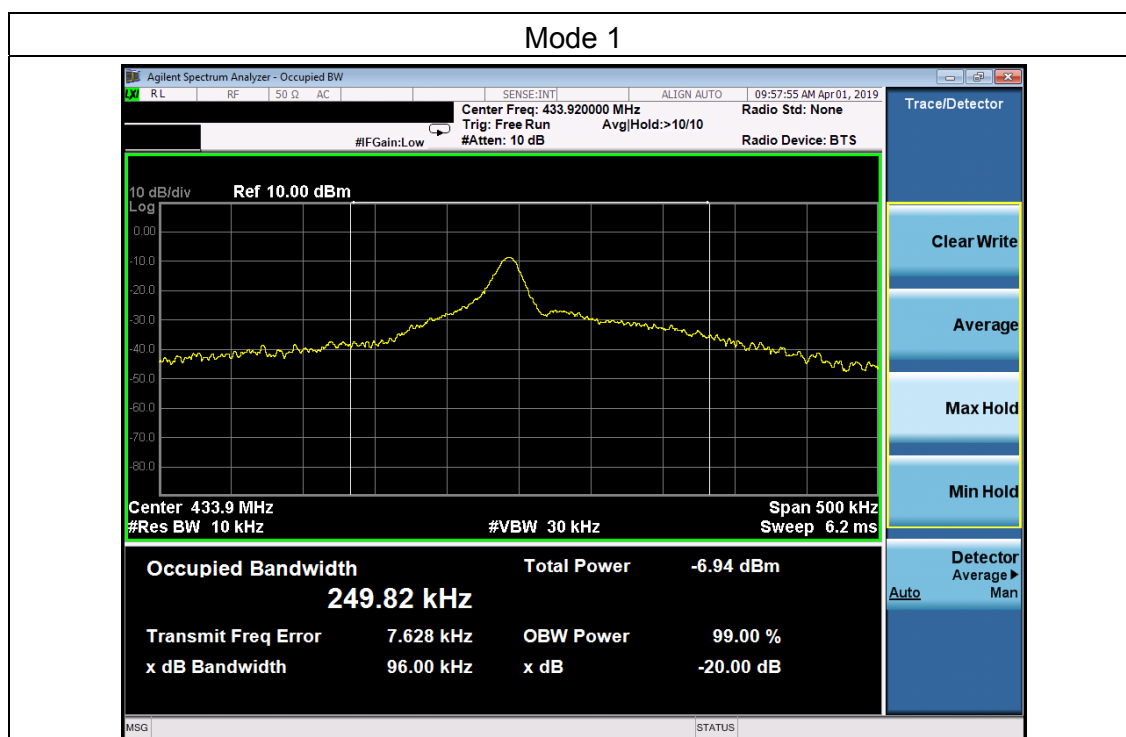 Mode 1
Agilent Spectrum Analyzer - Occupied BW
LXI RL RF 50 Ω AC SENSE:INT ALIGN AUTO 09:57:55 AM Apr 01, 2019
Center Freq: 433.920000 MHz Radio Std: None
Trig: Free Run Avg|Hold:>10/10
#IFGain:Low #Atten: 10 dB Radio Device: BTS
Trace/Detector
10 dB/div Ref 10.00 dBm
Log
0.00
-10.0
-20.0
-30.0
-40.0
-50.0
-60.0
-70.0
-80.0
Center 433.9 MHz Span 500 kHz
#Res BW 10 kHz #VBW 30 kHz Sweep 6.2 ms
Occupied Bandwidth Total Power -6.94 dBm
249.82 kHz
Transmit Freq Error 7.628 kHz OBW Power 99.00 %
x dB Bandwidth 96.00 kHz x dB -20.00 dB
Clear Write
Average
Max Hold
Min Hold
Detector
Average▶
Auto Man
MSG STATUS